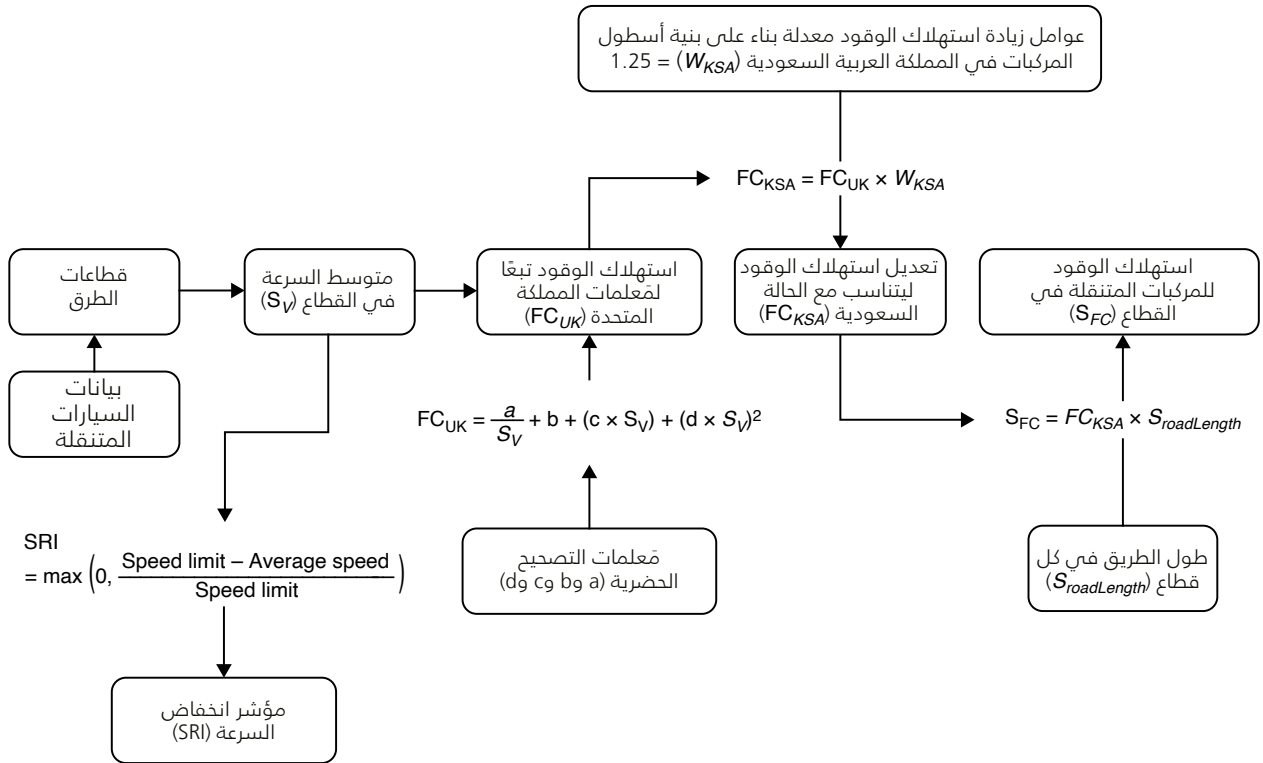 عوامل زيادة استهلاك الوقود معدلة بناء على بنية أسطول
المركبات في المملكة العربية السعودية (W_KSA) = 1.25
FC_KSA = FC_UK × W_KSA
قطاعات
الطرق
متوسط السرعة
في القطاع (S_V)
استهلاك الوقود تبعًا
لمَعلمات المملكة
المتحدة (FC_UK)
تعديل استهلاك الوقود
ليتناسب مع الحالة
السعودية (FC_KSA)
استهلاك الوقود
للمركبات المتنقلة في
القطاع (S_FC)
بيانات
السيارات
المتنقلة
FC_UK = a/S_V + b + (c × S_V) + (d × S_V)²
S_FC = FC_KSA × S_roadLength
SRI
= max (0, (Speed limit – Average speed)/Speed limit)
مَعلمات التصحيح
الحضرية (a وb وc وd)
طول الطريق في كل
قطاع (S_roadLength)
مؤشر انخفاض
السرعة (SRI)